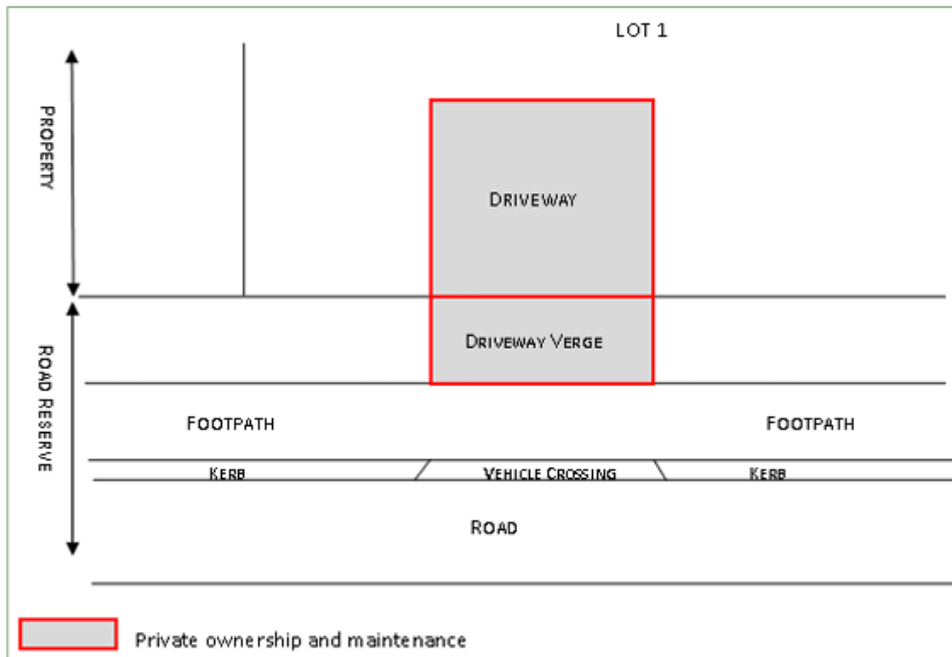 LOT 1
PROPERTY
DRIVEWAY
DRIVEWAY VERGE
ROAD RESERVE
FOOTPATH
FOOTPATH
KERB
VEHICLE CROSSING
KERB
ROAD
Private ownership and maintenance